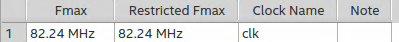 Fmax Restricted Fmax Clock Name Note
1 82.24 MHz 82.24 MHz clk